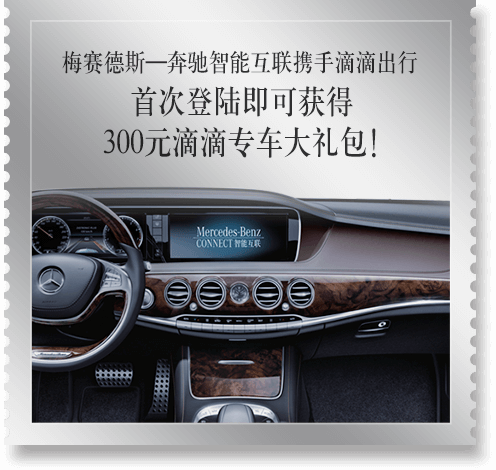 梅赛德斯—奔驰智能互联携手滴滴出行
首次登陆即可获得
300元滴滴专车大礼包!
Mercedes-Benz
CONNECT 智能互联